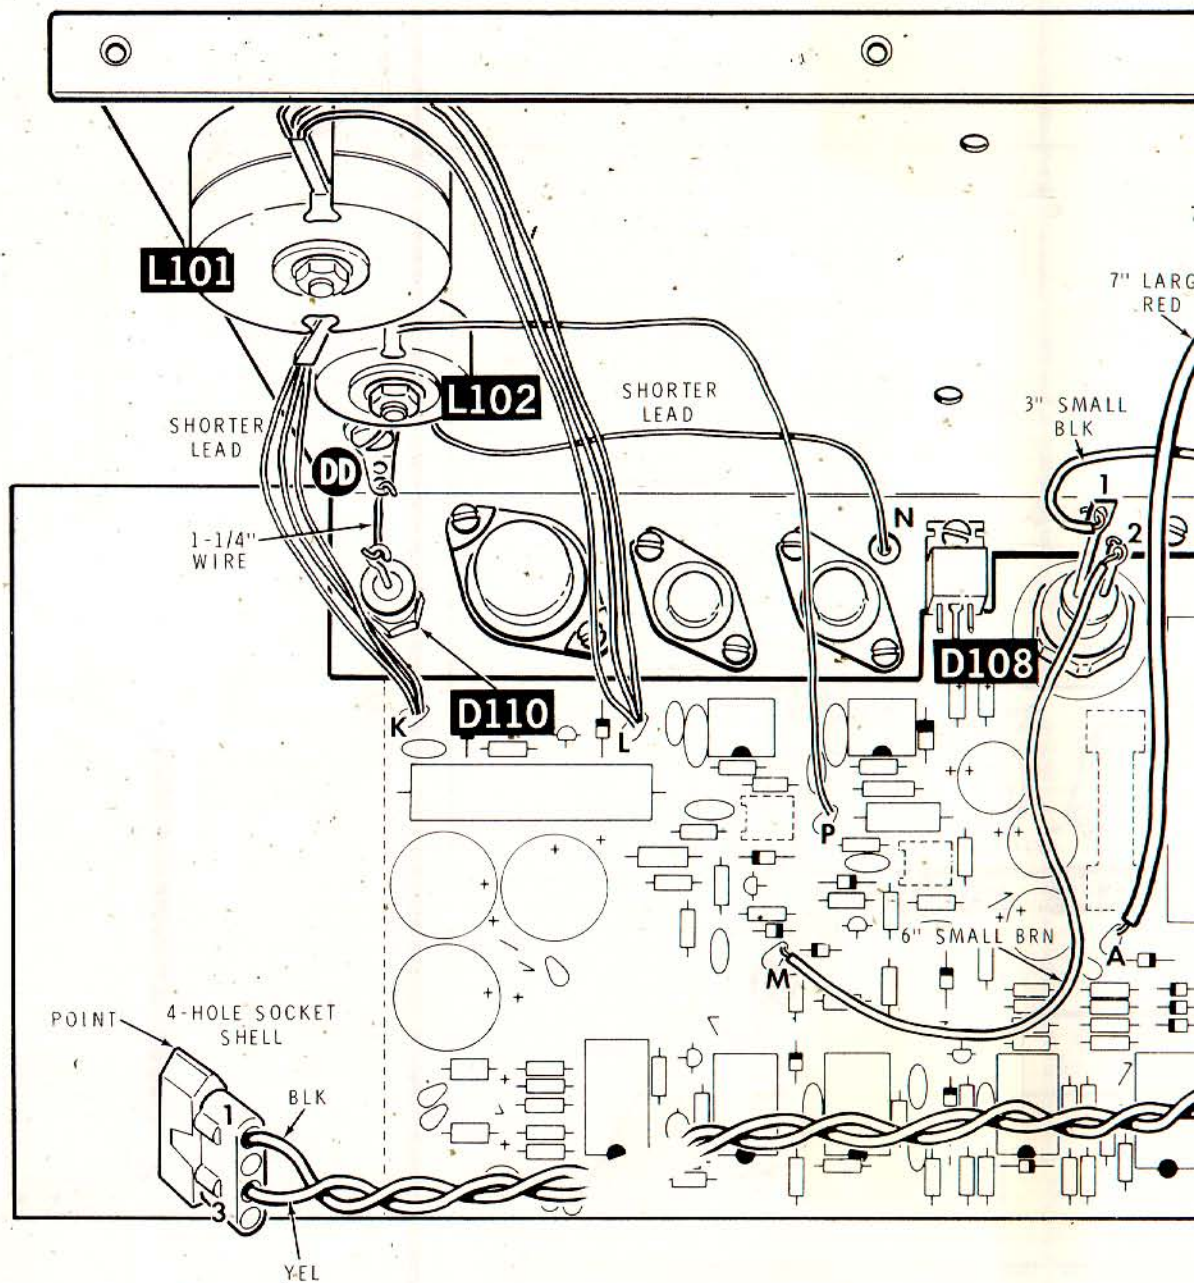 L101
7" LARG
RED
L102
SHORTER
LEAD
3" SMALL
BLK
SHORTER
LEAD
DD
1
N
2
1-1/4"
WIRE
D108
K
D110
L
P
6" SMALL BRN
A
M
4-HOLE SOCKET
SHELL
POINT
1
BLK
3
YEL